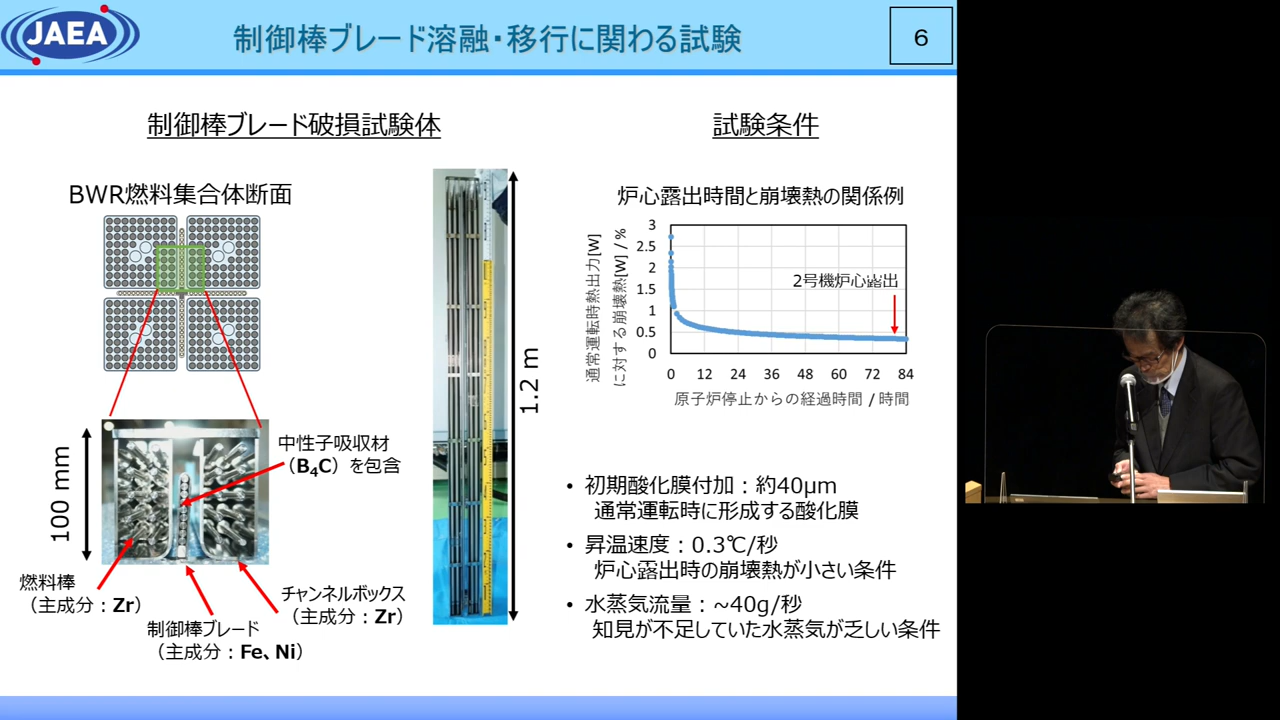 JAEA
制御棒ブレード溶融・移行に関わる試験
6
制御棒ブレード破損試験体
BWR燃料集合体断面
1.2 m
100 mm
中性子吸収材
（B₄C）を包含
燃料棒
（主成分：Zr）
制御棒ブレード
（主成分：Fe、Ni）
チャンネルボックス
（主成分：Zr）
試験条件
炉心露出時間と崩壊熱の関係例
通常運転時熱出力[W]
に対する崩壊熱[W] / %
3
2.5
2
1.5
1
0.5
0
2号機炉心露出
0 12 24 36 48 60 72 84
原子炉停止からの経過時間 / 時間
• 初期酸化膜付加：約40μm
通常運転時に形成する酸化膜
• 昇温速度：0.3℃/秒
炉心露出時の崩壊熱が小さい条件
• 水蒸気流量：~40g/秒
知見が不足していた水蒸気が乏しい条件